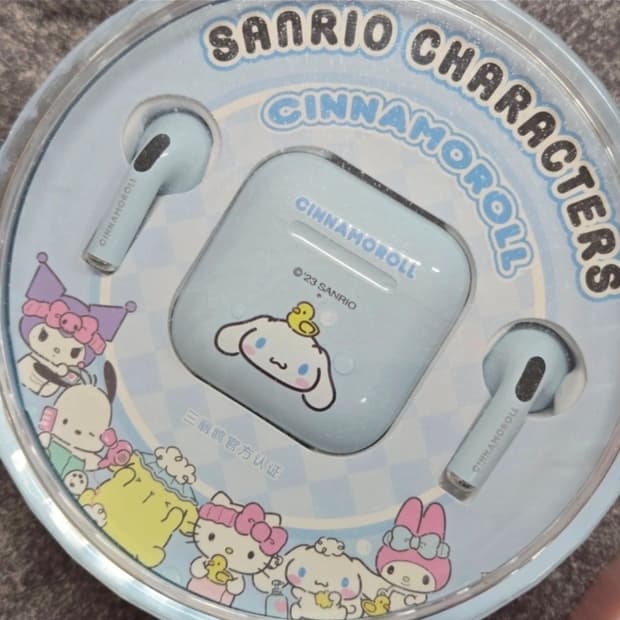 SANRIO CHARACTERS
CINNAMOROLL
CINNAMOROLL
CINNAMOROLL
© '23 SANRIO
CINNAMOROLL
三丽鸥官方认证